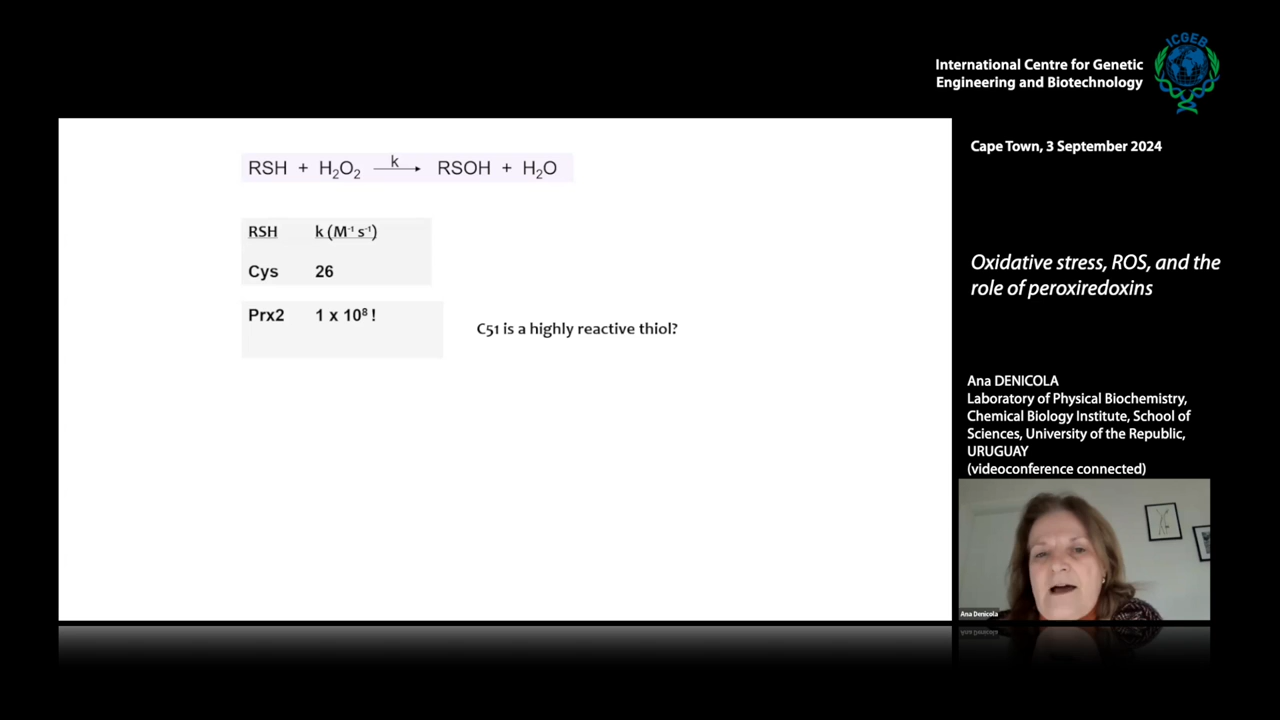 ICGEB
International Centre for Genetic
Engineering and Biotechnology
Cape Town, 3 September 2024
RSH + H₂O₂ —k→ RSOH + H₂O
RSH k (M⁻¹ s⁻¹)
Cys 26
Prx2 1 x 10⁸ !
C51 is a highly reactive thiol?
Oxidative stress, ROS, and the
role of peroxiredoxins
Ana DENICOLA
Laboratory of Physical Biochemistry,
Chemical Biology Institute, School of
Sciences, University of the Republic,
URUGUAY
(videoconference connected)
Ana Denicola